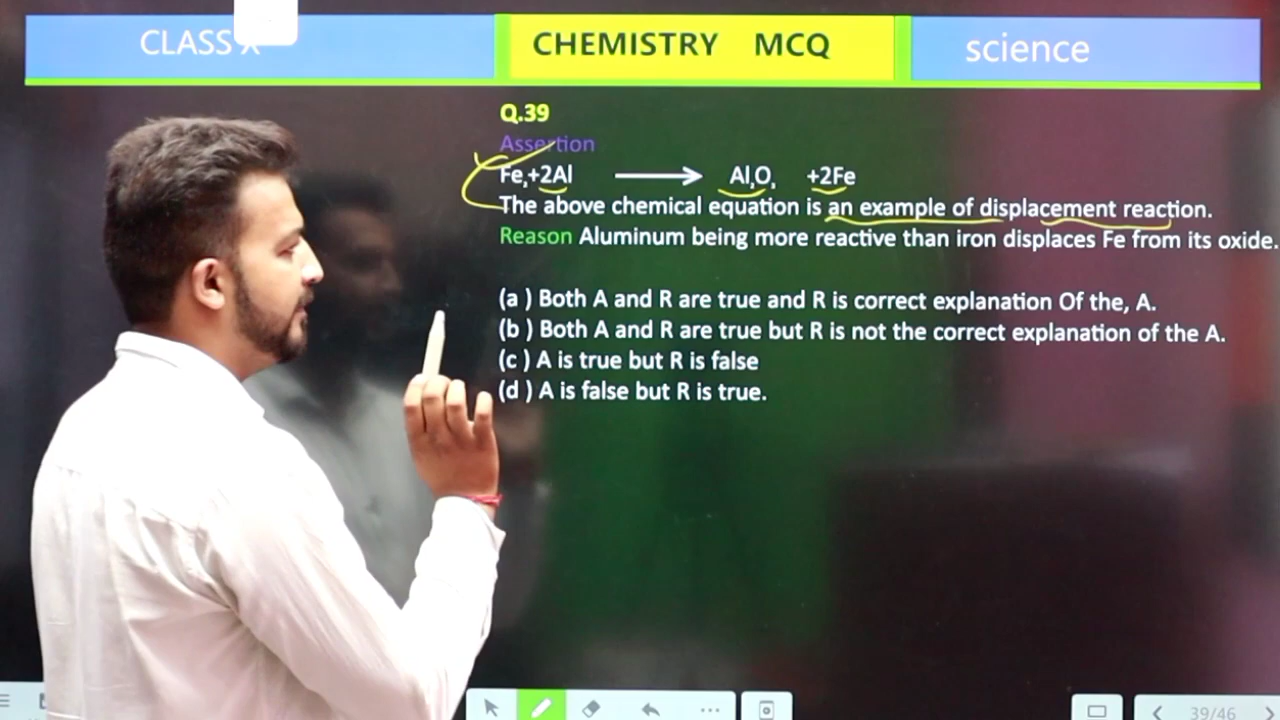 CLASS X
CHEMISTRY MCQ
science
Q.39
Assertion
Fe,+2Al → Al,O, +2Fe
The above chemical equation is an example of displacement reaction.
Reason Aluminum being more reactive than iron displaces Fe from its oxide.
(a ) Both A and R are true and R is correct explanation Of the, A.
(b ) Both A and R are true but R is not the correct explanation of the A.
(c ) A is true but R is false
(d ) A is false but R is true.
39/46